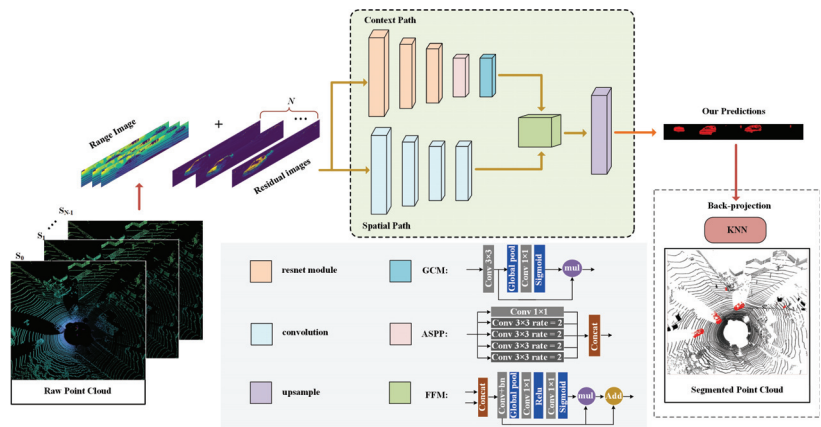 Context Path
N
+
Range Image
Residual images
Our Predictions
Spatial Path
Back-projection
KNN
S_N-1
S_1
S_0
Raw Point Cloud
Segmented Point Cloud
resnet module
GCM:
Conv 3×3
Global pool
Conv 1×1
Sigmoid
mul
convolution
ASPP:
Conv 1×1
Conv 3×3 rate = 2
Conv 3×3 rate = 2
Conv 3×3 rate = 2
Conv 3×3 rate = 2
Concat
upsample
FFM:
Concat
Conv+bn
Global pool
Conv 1×1
Relu
Conv 1×1
Sigmoid
mul
Add